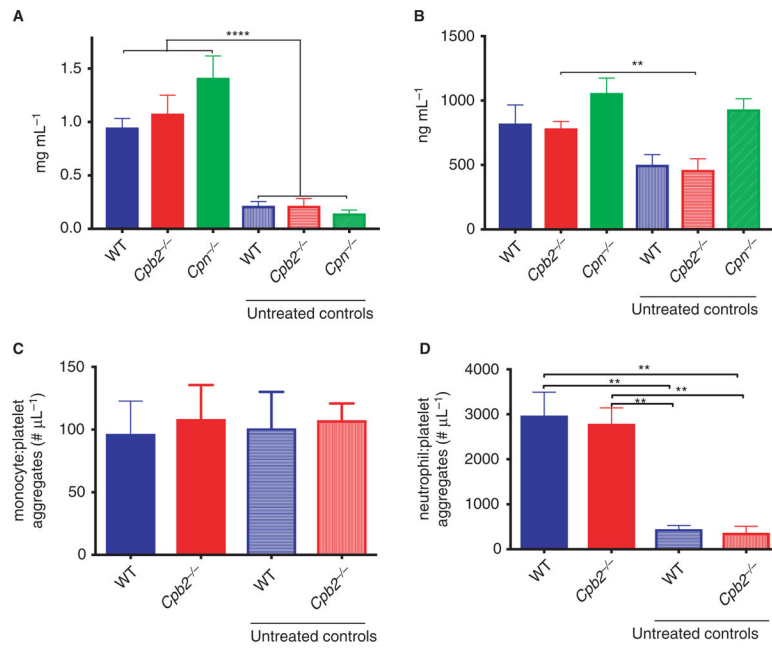 A
mg mL⁻¹
1.5
1.0
0.5
0.0
****
WT
Cpb2⁻/⁻
Cpn⁻/⁻
WT
Cpb2⁻/⁻
Cpn⁻/⁻
Untreated controls
B
ng mL⁻¹
1500
1000
500
0
**
WT
Cpb2⁻/⁻
Cpn⁻/⁻
WT
Cpb2⁻/⁻
Cpn⁻/⁻
Untreated controls
C
monocyte:platelet
aggregates (# μL⁻¹)
150
100
50
0
WT
Cpb2⁻/⁻
WT
Cpb2⁻/⁻
Untreated controls
D
neutrophil:platelet
aggregates (# μL⁻¹)
4000
3000
2000
1000
0
**
**
**
**
WT
Cpb2⁻/⁻
WT
Cpb2⁻/⁻
Untreated controls